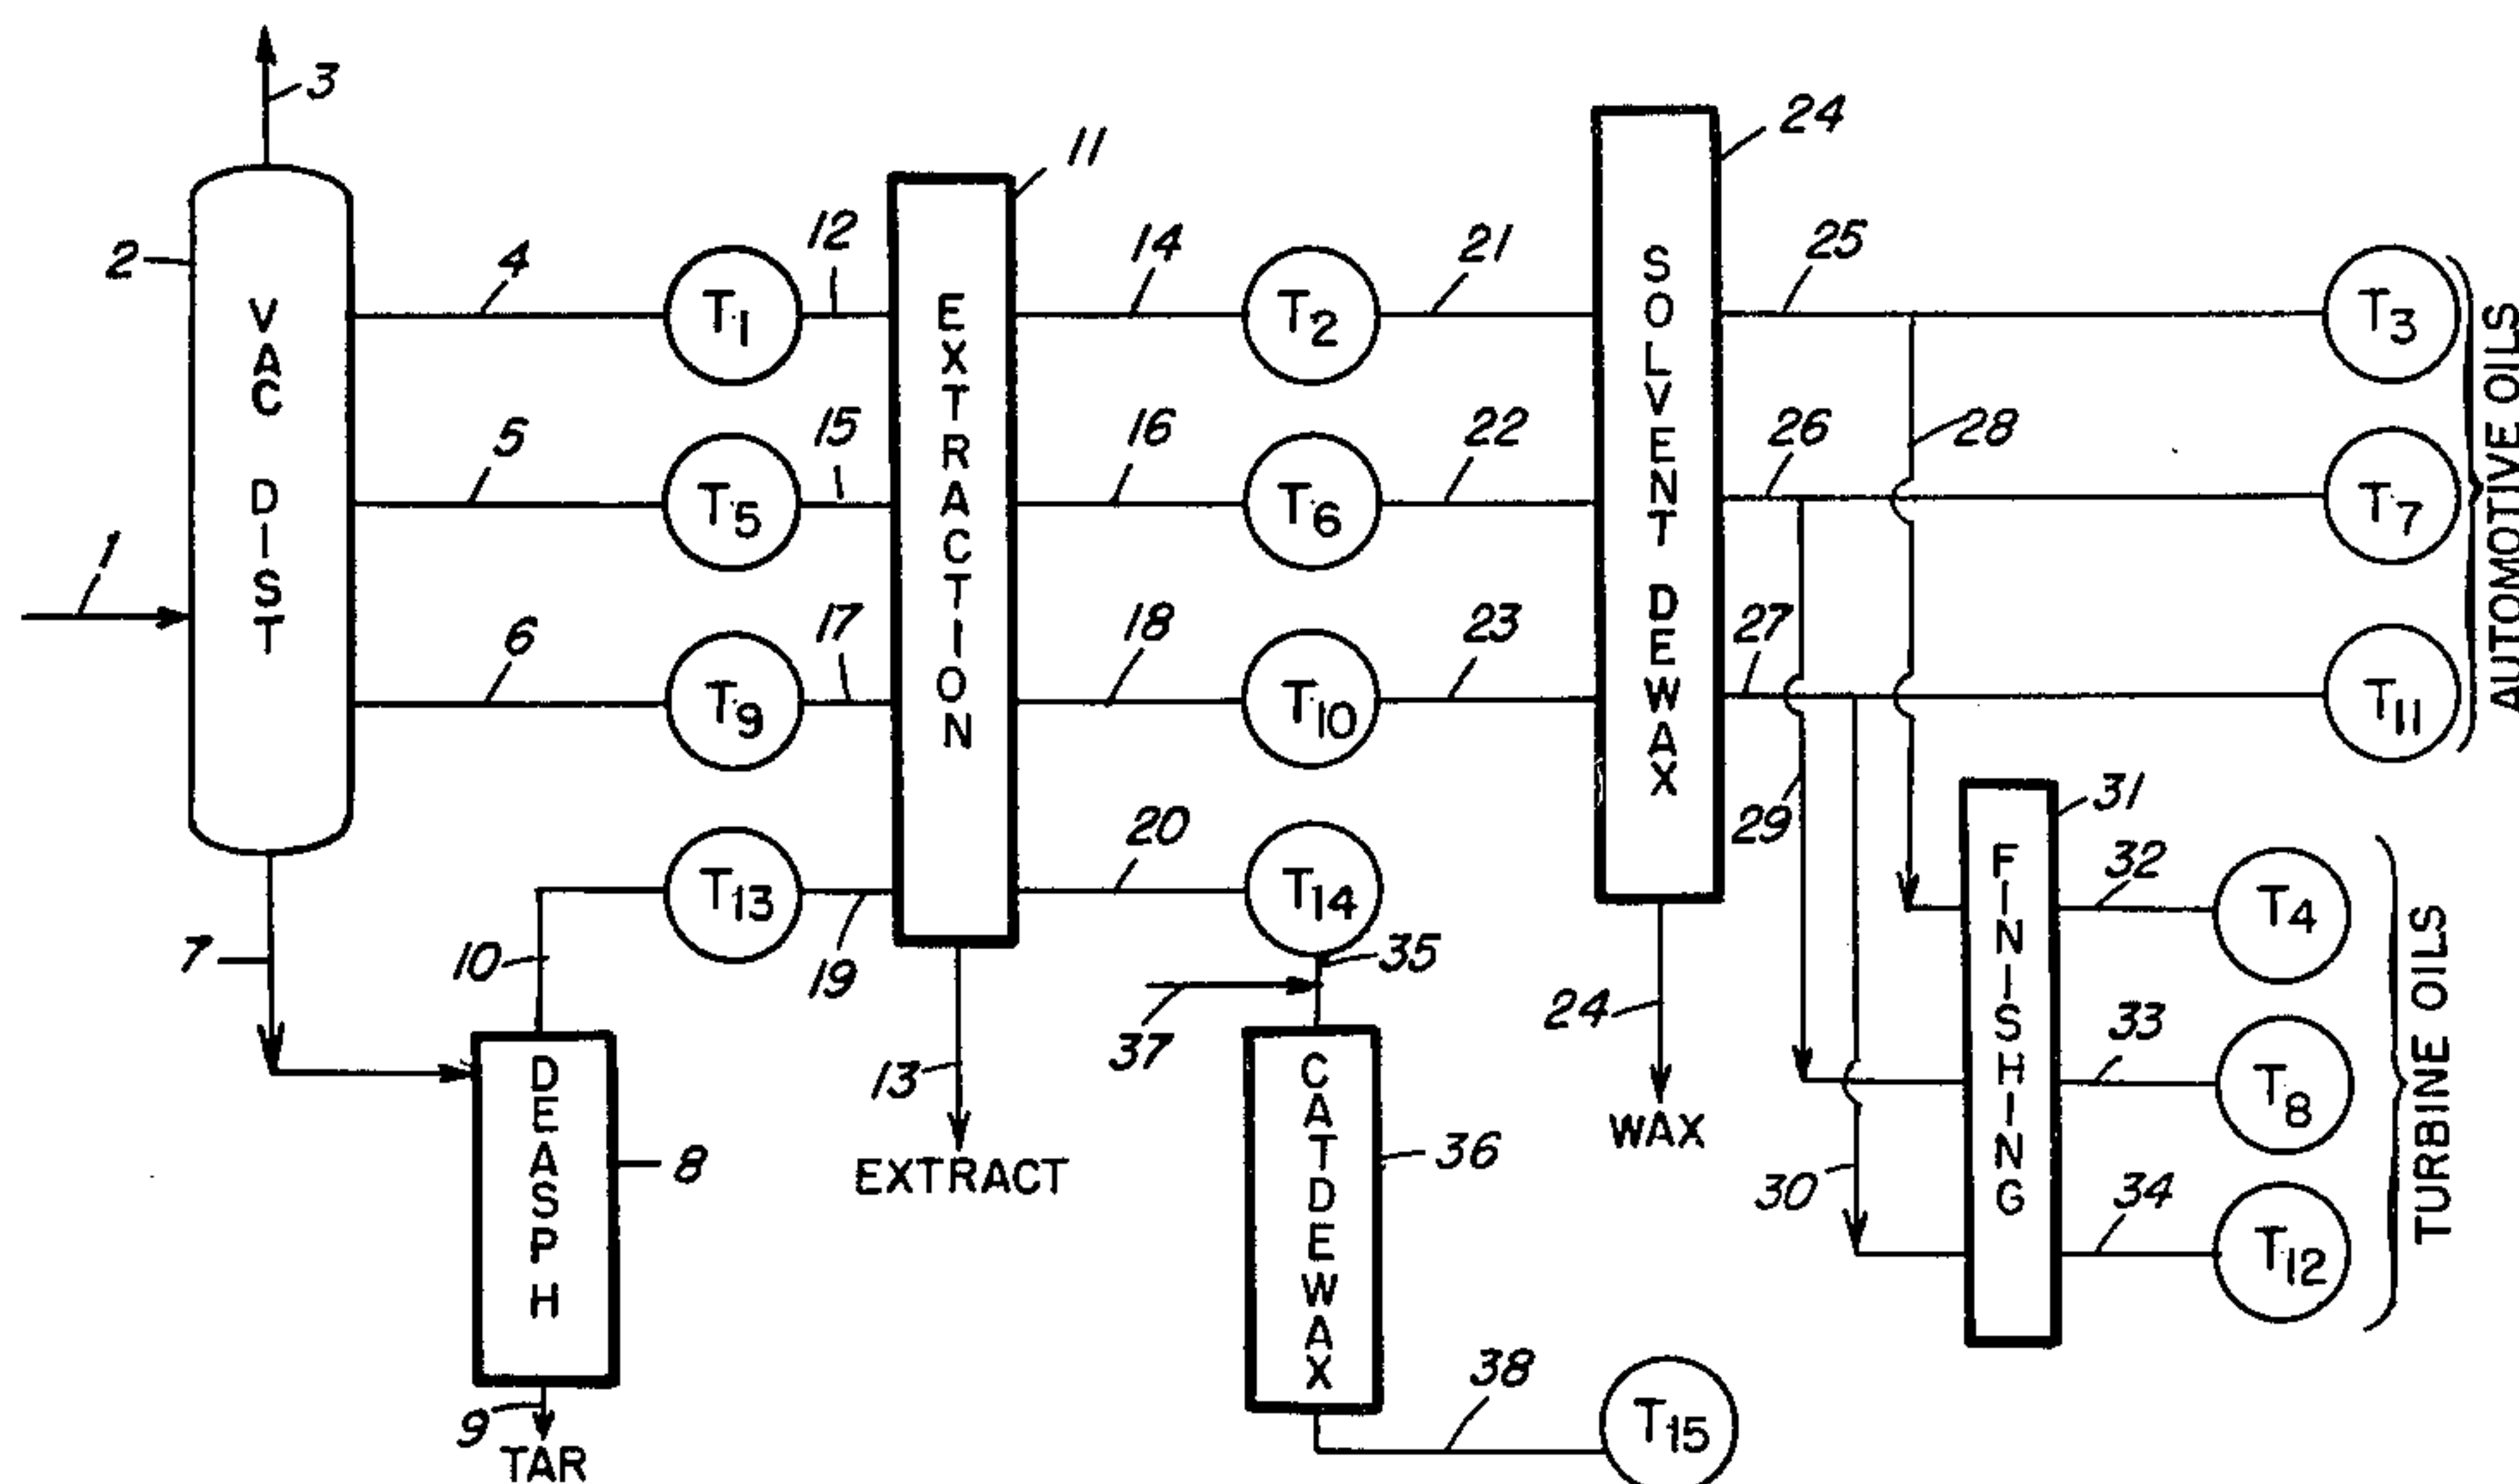 3
24
11
2
VAC DIST
4
T1
12
EXTRACTION
14
T2
21
SOLVENT DEWAX
25
T3
AUTOMOTIVE OILS
5
T5
15
16
T6
22
26
28
T7
1
6
T9
17
18
T10
23
27
T11
29
31
7
10
T13
19
20
T14
35
37
FINISHING
32
T4
TURBINE OILS
13
24
33
T8
DEASPH
8
EXTRACT
CAT DEWAX
36
WAX
30
34
T12
9
TAR
38
T15